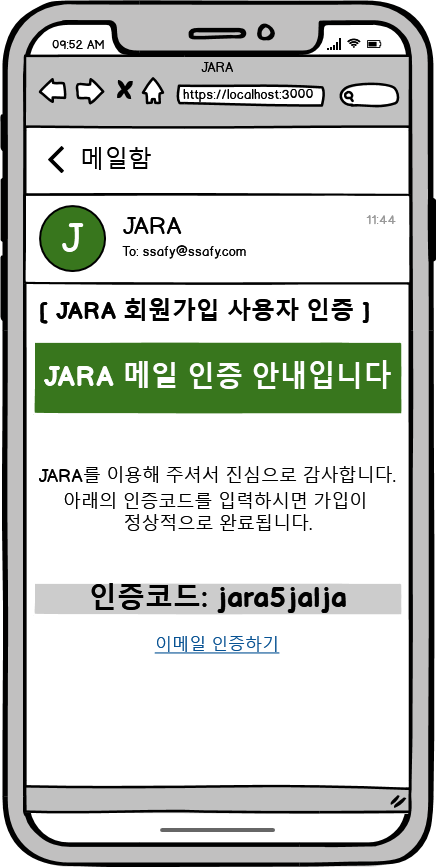 09:52 AM
JARA
https://localhost:3000
메일함
J
JARA
11:44
To: ssafy@ssafy.com
[ JARA 회원가입 사용자 인증 ]
JARA 메일 인증 안내입니다
JARA를 이용해 주셔서 진심으로 감사합니다.
아래의 인증코드를 입력하시면 가입이
정상적으로 완료됩니다.
인증코드: jara5jalja
이메일 인증하기